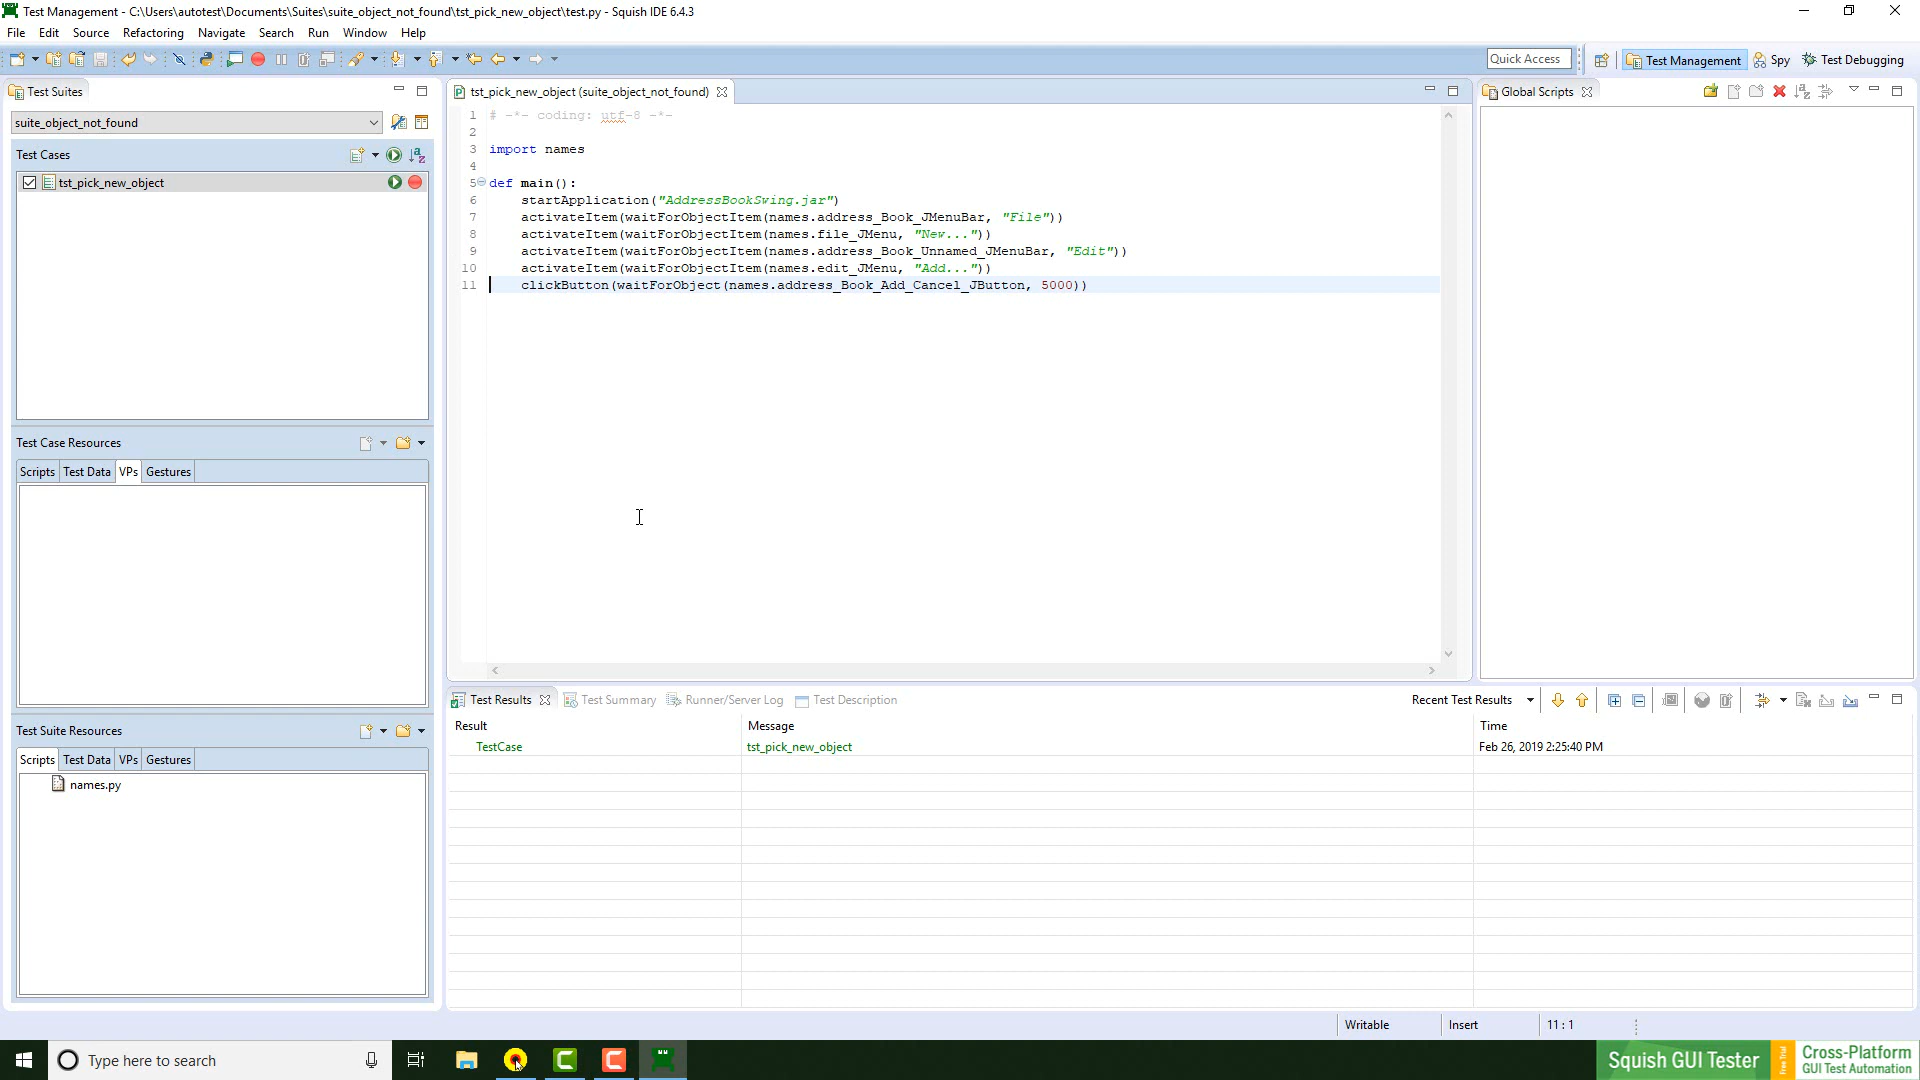 Test Management - C:\Users\autotest\Documents\Suites\suite_object_not_found\tst_pick_new_object\test.py - Squish IDE 6.4.3
File Edit Source Refactoring Navigate Search Run Window Help
Quick Access Test Management Spy Test Debugging
Test Suites
suite_object_not_found
Test Cases
tst_pick_new_object
Test Case Resources
Scripts Test Data VPs Gestures
Test Suite Resources
Scripts Test Data VPs Gestures
names.py
tst_pick_new_object (suite_object_not_found)
1 # -*- coding: utf-8 -*-
2
3 import names
4
5 def main():
6 startApplication("AddressBookSwing.jar")
7 activateItem(waitForObjectItem(names.address_Book_JMenuBar, "File"))
8 activateItem(waitForObjectItem(names.file_JMenu, "New..."))
9 activateItem(waitForObjectItem(names.address_Book_Unnamed_JMenuBar, "Edit"))
10 activateItem(waitForObjectItem(names.edit_JMenu, "Add..."))
11 clickButton(waitForObject(names.address_Book_Add_Cancel_JButton, 5000))
Global Scripts
Test Results Test Summary Runner/Server Log Test Description Recent Test Results
Result Message Time
TestCase tst_pick_new_object Feb 26, 2019 2:25:40 PM
Writable Insert 11 : 1
Type here to search
Squish GUI Tester
Free Trial
Cross-Platform
GUI Test Automation